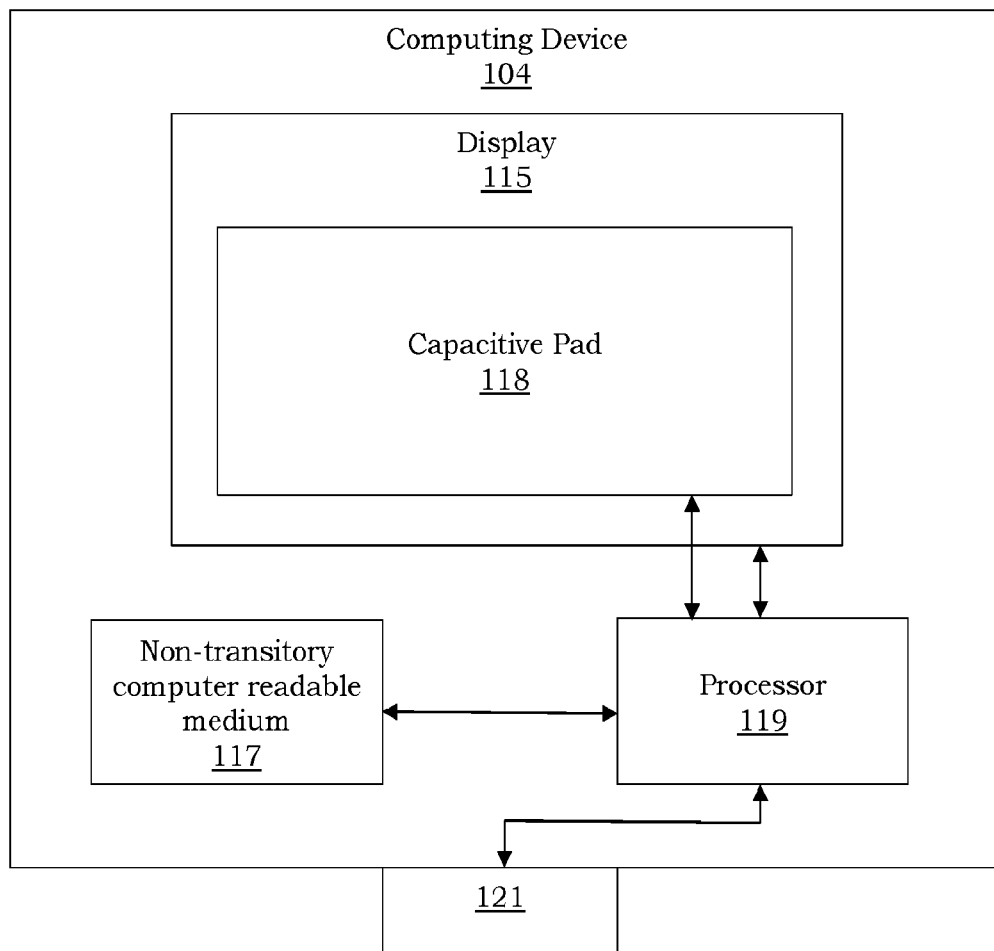 Computing Device
104
Display
115
Capacitive Pad
118
Non-transitory
computer readable
medium
117
Processor
119
121